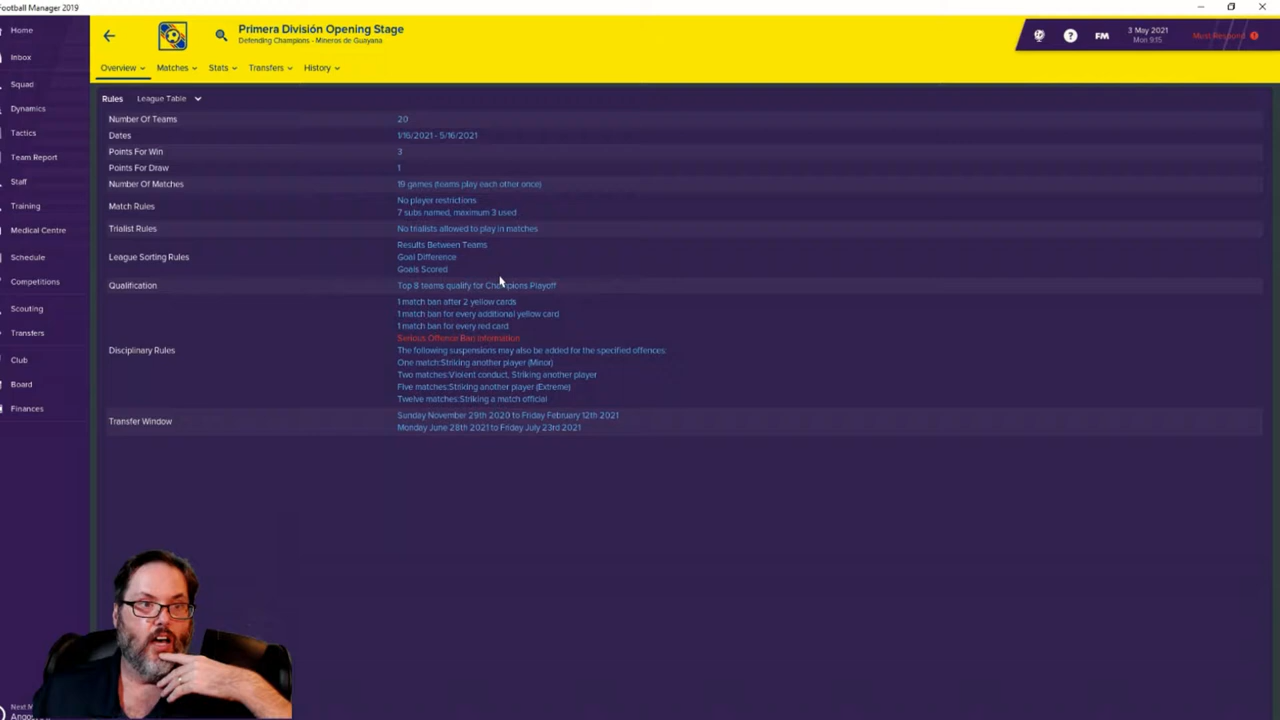 Football Manager 2019
Primera División Opening Stage
Defending Champions - Mineros de Guayana
3 May 2021
Mon 9:15
FM
Must Respond
Overview
Matches
Stats
Transfers
History
Home
Inbox
Squad
Dynamics
Tactics
Team Report
Staff
Training
Medical Centre
Schedule
Competitions
Scouting
Transfers
Club
Board
Finances
Rules League Table
Number Of Teams 20
Dates 1/16/2021 - 5/16/2021
Points For Win 3
Points For Draw 1
Number Of Matches 19 games (teams play each other once)
Match Rules No player restrictions
7 subs named, maximum 3 used
Trialist Rules No trialists allowed to play in matches
League Sorting Rules Results Between Teams
Goal Difference
Goals Scored
Qualification Top 8 teams qualify for Champions Playoff
Disciplinary Rules 1 match ban after 2 yellow cards
1 match ban for every additional yellow card
1 match ban for every red card
Serious Offence Ban Information
The following suspensions may also be added for the specified offences:
One match:Striking another player (Minor)
Two matches:Violent conduct, Striking another player
Five matches:Striking another player (Extreme)
Twelve matches:Striking a match official
Transfer Window Sunday November 29th 2020 to Friday February 12th 2021
Monday June 28th 2021 to Friday July 23rd 2021